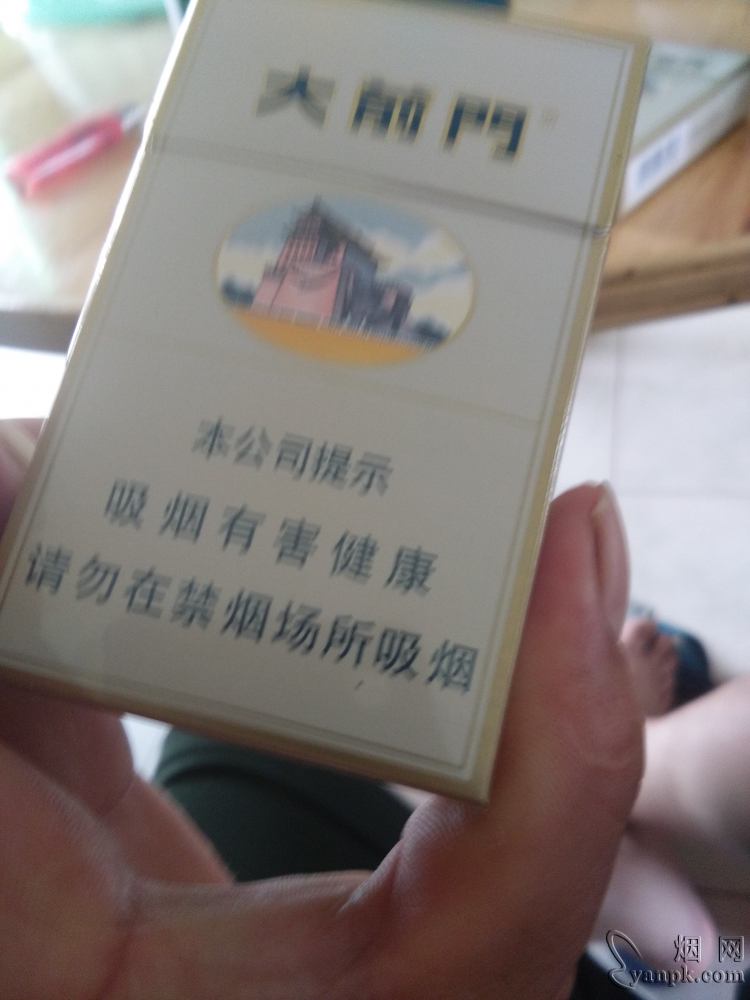 大前門
本公司提示
吸烟有害健康
请勿在禁烟场所吸烟
烟网
yanpk.com